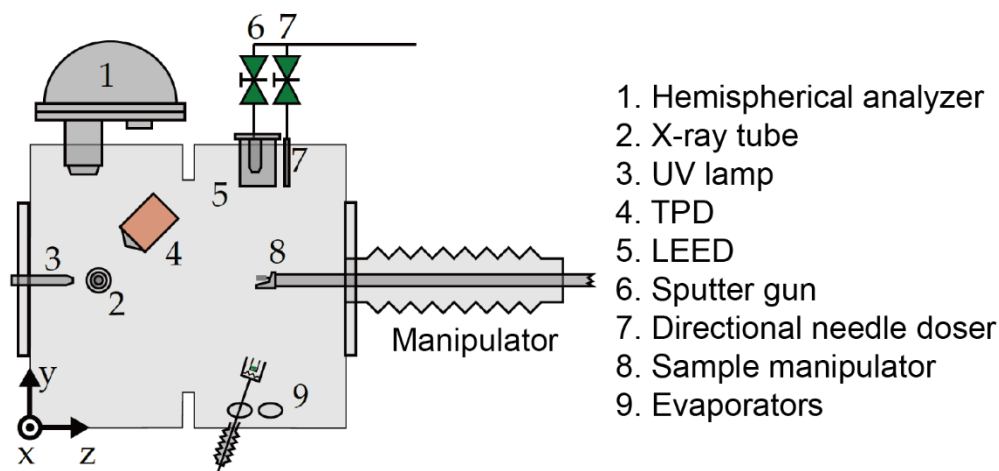 6 7
1
7
5
4
3
2
8
Manipulator
9
y
x z
1. Hemispherical analyzer
2. X-ray tube
3. UV lamp
4. TPD
5. LEED
6. Sputter gun
7. Directional needle doser
8. Sample manipulator
9. Evaporators